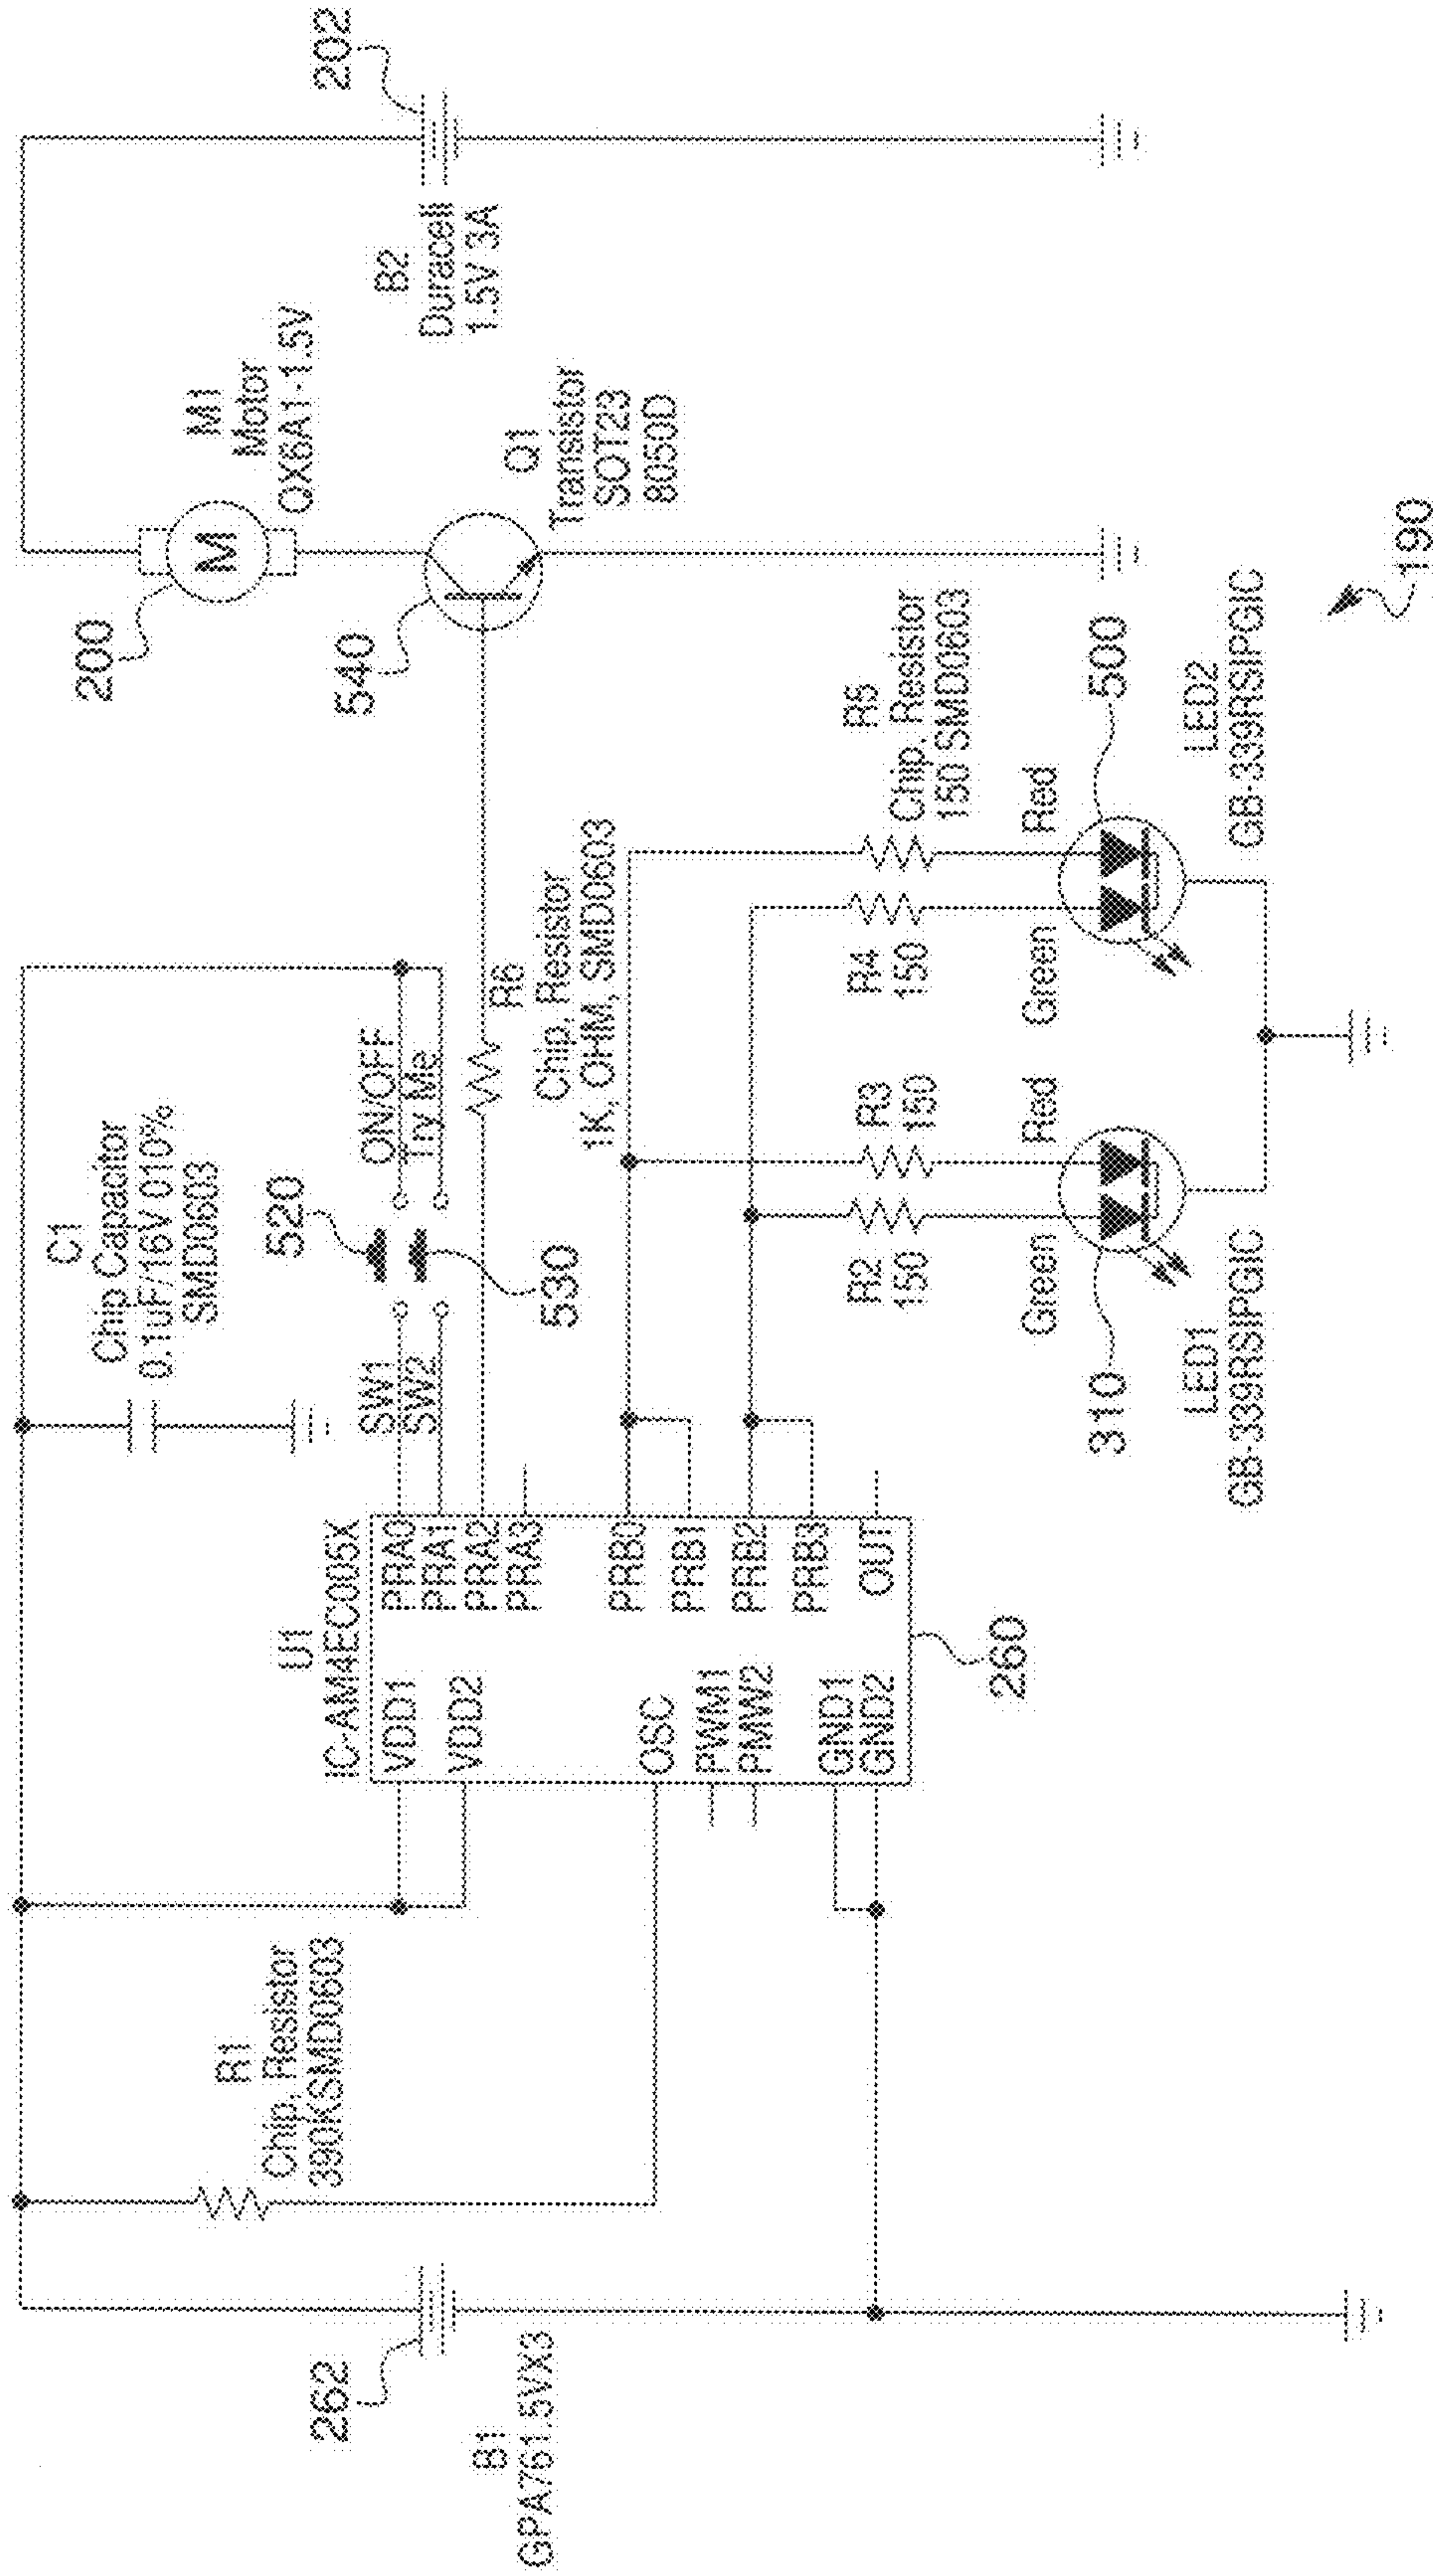 262
B1
GPA761.5VX3
R1
Chip, Resistor
390KSMD0603
U1
IC-AM4EC005X
VDD1
VDD2
OSC
PWM1
PMW2
GND1
GND2
PRA0
PRA1
PRA2
PRA3
PRB0
PRB1
PRB2
PRB3
OUT
260
C1
Chip Capacitor
0.1uF/16V 010%
SMD0603
520
530
SW1
SW2
ON/OFF
Try Me
R6
Chip, Resistor
1K, OHM, SMD0603
R2
150
R3
150
R4
150
R5
Chip, Resistor
150 SMD0603
Green
Red
Green
Red
310
LED1
GB-339RSIPGIC
500
LED2
GB-339RSIPGIC
200
M
M1
Motor
OX6A1-1.5V
540
Q1
Transistor
SOT23
8050D
202
B2
Duracell
1.5V 3A
190